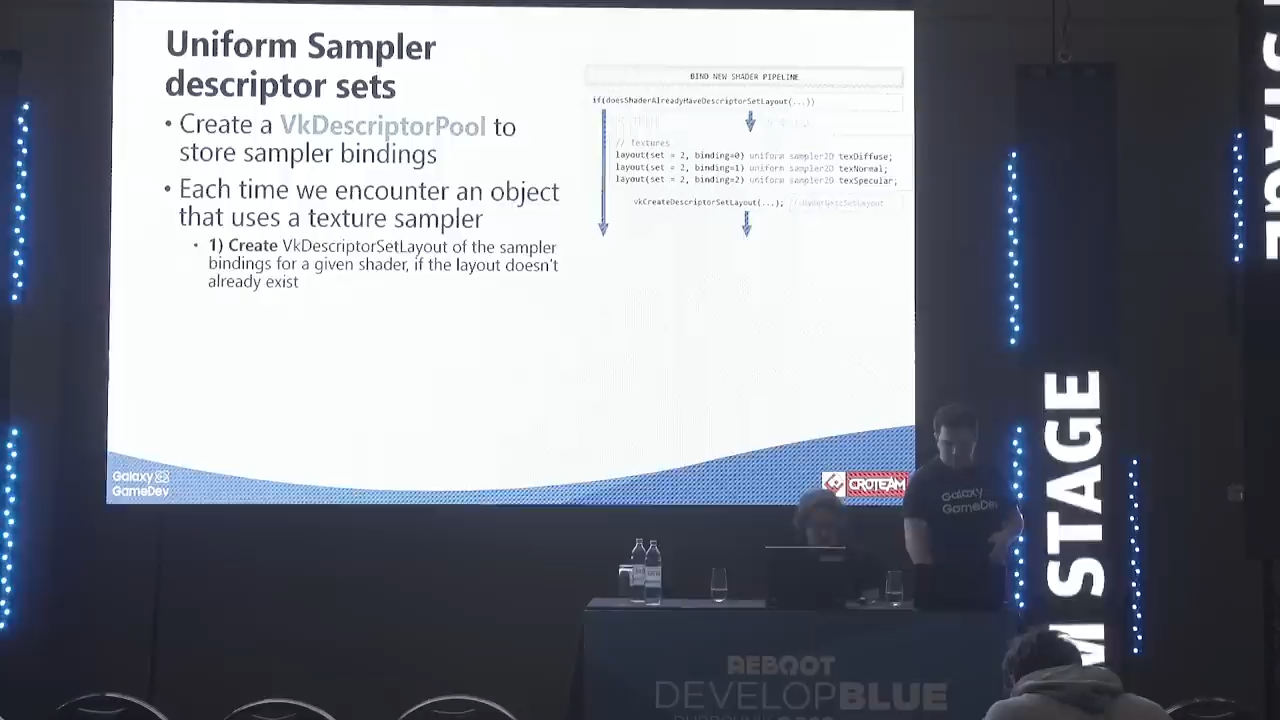 Uniform Sampler
descriptor sets
• Create a VkDescriptorPool to
store sampler bindings
• Each time we encounter an object
that uses a texture sampler
• 1) Create VkDescriptorSetLayout of the sampler
bindings for a given shader, if the layout doesn't
already exist
BIND NEW SHADER PIPELINE
if(doesShaderAlreadyHaveDescriptorSetLayout(...))
// textures
layout(set = 2, binding=0) uniform sampler2D texDiffuse;
layout(set = 2, binding=1) uniform sampler2D texNormal;
layout(set = 2, binding=2) uniform sampler2D texSpecular;
vkCreateDescriptorSetLayout(...);
Galaxy
GameDev
CROTEAM
Galaxy
GameDev
STAGE
REBOOT
DEVELOPBLUE